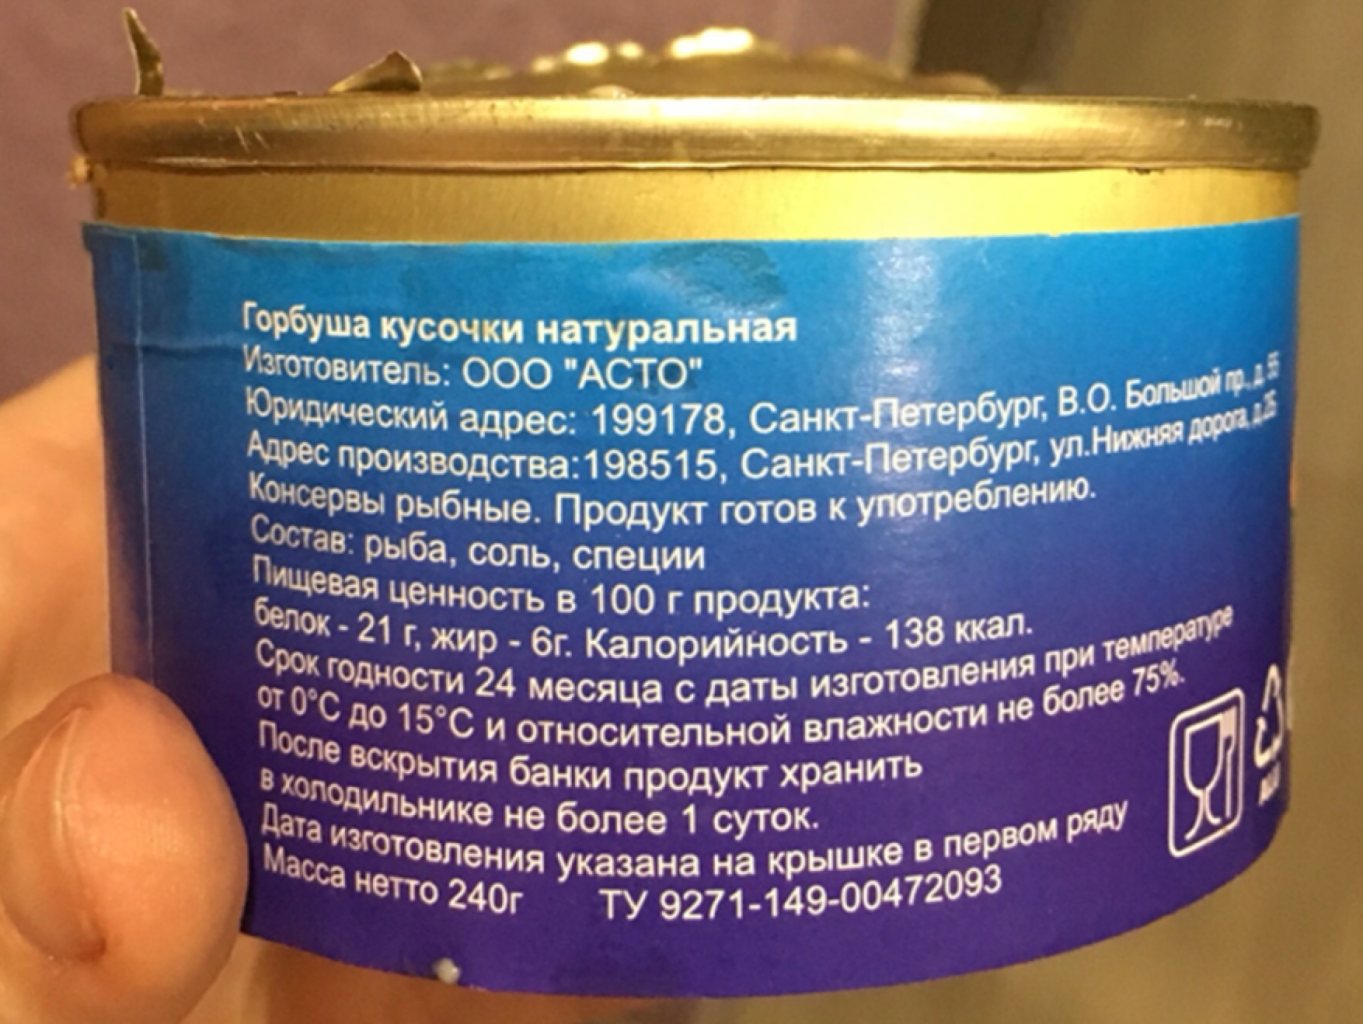 Горбуша кусочки натуральная
Изготовитель: ООО "АСТО"
Юридический адрес: 199178, Санкт-Петербург, В.О. Большой пр., д. 55
Адрес производства:198515, Санкт-Петербург, ул.Нижняя дорога,
Консервы рыбные. Продукт готов к употреблению.
Состав: рыба, соль, специи
Пищевая ценность в 100 г продукта:
белок - 21 г, жир - 6г. Калорийность - 138 ккал.
Срок годности 24 месяца с даты изготовления при температуре
от 0°С до 15°С и относительной влажности не более 75%.
После вскрытия банки продукт хранить
в холодильнике не более 1 суток.
Дата изготовления указана на крышке в первом ряду
Масса нетто 240г ТУ 9271-149-00472093